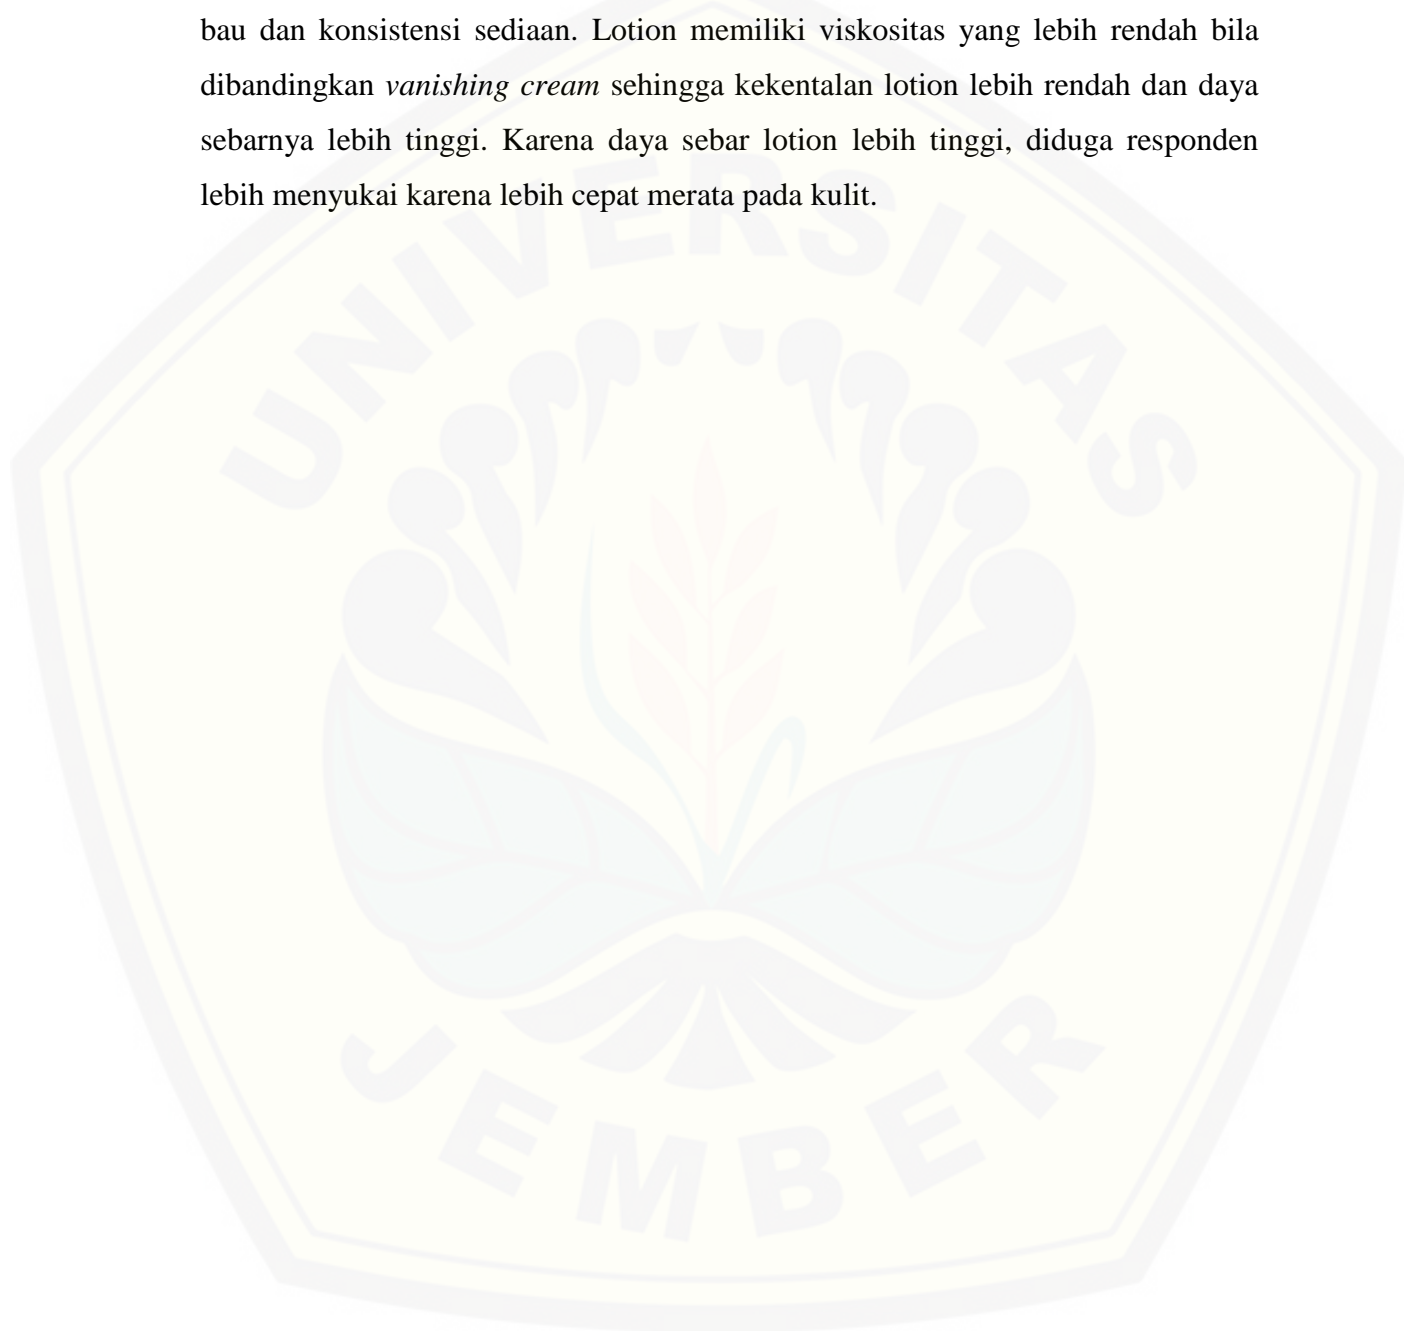 bau dan konsistensi sediaan. Lotion memiliki viskositas yang lebih rendah bila
dibandingkan vanishing cream sehingga kekentalan lotion lebih rendah dan daya
sebarnya lebih tinggi. Karena daya sebar lotion lebih tinggi, diduga responden
lebih menyukai karena lebih cepat merata pada kulit.
UNIVERSITAS
JEMBER